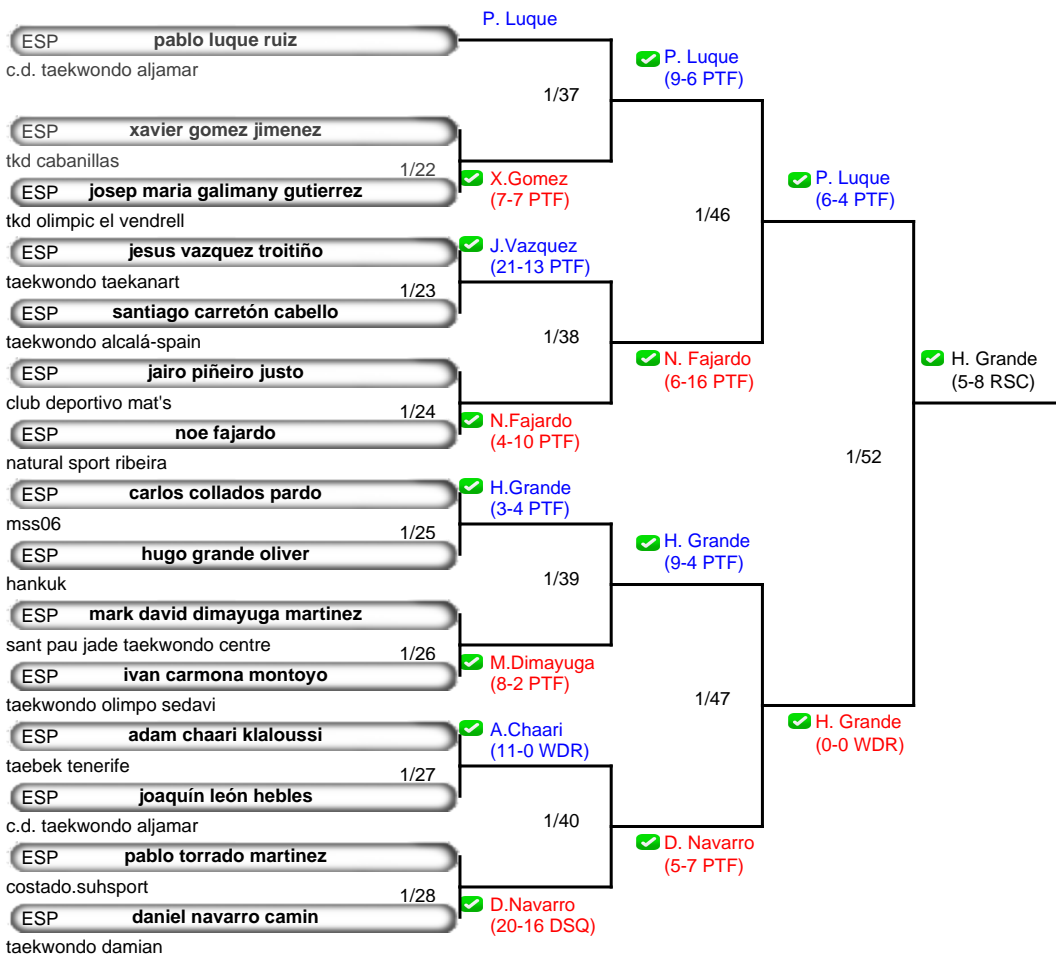 P. Luque
ESP pablo luque ruiz
c.d. taekwondo aljamar
P. Luque
(9-6 PTF)
1/37
ESP xavier gomez jimenez
tkd cabanillas
1/22
X.Gomez
(7-7 PTF)
P. Luque
(6-4 PTF)
ESP josep maria galimany gutierrez
tkd olimpic el vendrell
1/46
ESP jesus vazquez troitiño
J.Vazquez
(21-13 PTF)
taekwondo taekanart
1/23
ESP santiago carretón cabello
taekwondo alcalá-spain
1/38
N. Fajardo
(6-16 PTF)
H. Grande
(5-8 RSC)
ESP jairo piñeiro justo
club deportivo mat's
1/24
N.Fajardo
(4-10 PTF)
ESP noe fajardo
natural sport ribeira
1/52
ESP carlos collados pardo
H.Grande
(3-4 PTF)
mss06
1/25
H. Grande
(9-4 PTF)
ESP hugo grande oliver
hankuk
1/39
ESP mark david dimayuga martinez
sant pau jade taekwondo centre
1/26
M.Dimayuga
(8-2 PTF)
ESP ivan carmona montoyo
taekwondo olimpo sedavi
1/47
ESP adam chaari klaloussi
A.Chaari
(11-0 WDR)
H. Grande
(0-0 WDR)
taebek tenerife
1/27
ESP joaquín león hebles
c.d. taekwondo aljamar
1/40
D. Navarro
(5-7 PTF)
ESP pablo torrado martinez
costado.suhsport
1/28
D.Navarro
(20-16 DSQ)
ESP daniel navarro camin
taekwondo damian